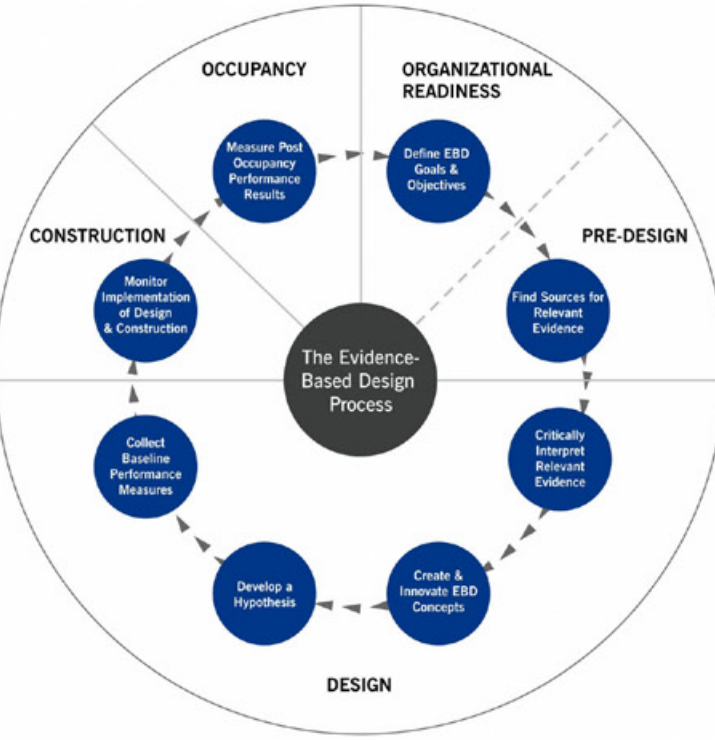 OCCUPANCY
ORGANIZATIONAL
READINESS
Measure Post
Occupancy
Performance
Results
Define EBD
Goals &
Objectives
CONSTRUCTION
PRE-DESIGN
Monitor
Implementation
of Design
& Construction
Find Sources for
Relevant
Evidence
The Evidence-
Based Design
Process
Collect
Baseline
Performance
Measures
Critically
Interpret
Relevant
Evidence
Develop a
Hypothesis
Create &
Innovate EBD
Concepts
DESIGN